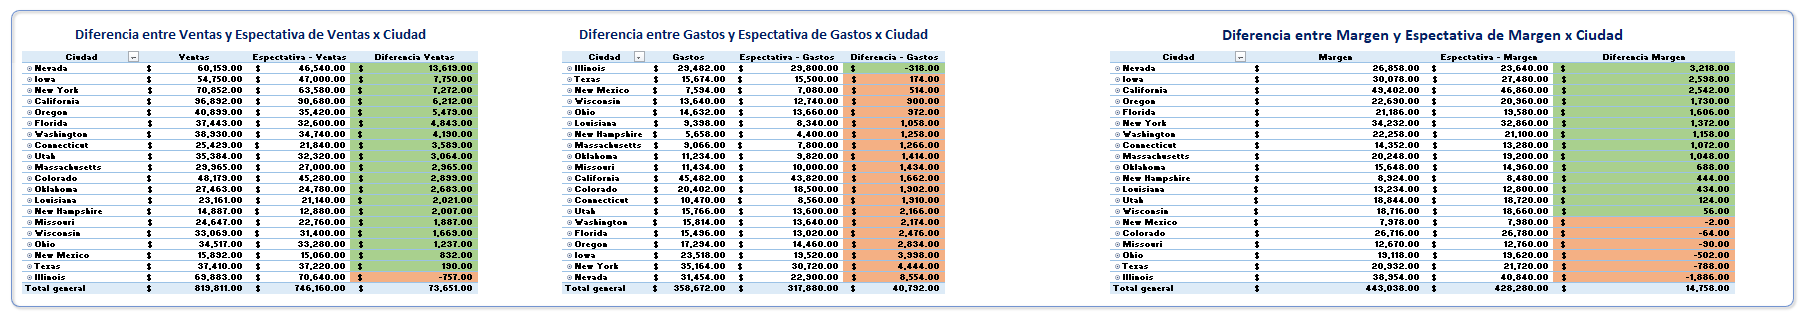 Diferencia entre Ventas y Espectativa de Ventas x Ciudad
Ciudad Ventas Espectativa - Ventas Diferencia Ventas
Nevada $ 60,159.00 $ 46,540.00 $ 13,619.00
Iowa $ 54,750.00 $ 47,000.00 $ 7,750.00
New York $ 70,852.00 $ 63,580.00 $ 7,272.00
California $ 96,892.00 $ 90,680.00 $ 6,212.00
Oregon $ 40,899.00 $ 35,420.00 $ 5,479.00
Florida $ 37,443.00 $ 32,600.00 $ 4,843.00
Washington $ 38,930.00 $ 34,740.00 $ 4,190.00
Connecticut $ 25,429.00 $ 21,840.00 $ 3,589.00
Utah $ 35,384.00 $ 32,320.00 $ 3,064.00
Massachusetts $ 29,965.00 $ 27,000.00 $ 2,965.00
Colorado $ 48,179.00 $ 45,280.00 $ 2,899.00
Oklahoma $ 27,463.00 $ 24,780.00 $ 2,683.00
Louisiana $ 23,161.00 $ 21,140.00 $ 2,021.00
New Hampshire $ 14,887.00 $ 12,880.00 $ 2,007.00
Missouri $ 24,647.00 $ 22,760.00 $ 1,887.00
Wisconsin $ 33,069.00 $ 31,400.00 $ 1,669.00
Ohio $ 34,517.00 $ 33,280.00 $ 1,237.00
New Mexico $ 15,892.00 $ 15,060.00 $ 832.00
Texas $ 37,410.00 $ 37,220.00 $ 190.00
Illinois $ 69,883.00 $ 70,640.00 $ -757.00
Total general $ 819,811.00 $ 746,160.00 $ 73,651.00
Diferencia entre Gastos y Espectativa de Gastos x Ciudad
Ciudad Gastos Espectativa - Gastos Diferencia - Gastos
Illinois $ 29,482.00 $ 29,800.00 $ -318.00
Texas $ 15,674.00 $ 15,500.00 $ 174.00
New Mexico $ 7,594.00 $ 7,080.00 $ 514.00
Wisconsin $ 13,640.00 $ 12,740.00 $ 900.00
Ohio $ 14,632.00 $ 13,660.00 $ 972.00
Louisiana $ 9,398.00 $ 8,340.00 $ 1,058.00
New Hampshire $ 5,658.00 $ 4,400.00 $ 1,258.00
Massachusetts $ 9,066.00 $ 7,800.00 $ 1,266.00
Oklahoma $ 11,234.00 $ 9,820.00 $ 1,414.00
Missouri $ 11,434.00 $ 10,000.00 $ 1,434.00
California $ 45,482.00 $ 43,820.00 $ 1,662.00
Colorado $ 20,402.00 $ 18,500.00 $ 1,902.00
Connecticut $ 10,470.00 $ 8,560.00 $ 1,910.00
Utah $ 15,766.00 $ 13,600.00 $ 2,166.00
Washington $ 15,814.00 $ 13,640.00 $ 2,174.00
Florida $ 15,496.00 $ 13,020.00 $ 2,476.00
Oregon $ 17,294.00 $ 14,460.00 $ 2,834.00
Iowa $ 23,518.00 $ 19,520.00 $ 3,998.00
New York $ 35,164.00 $ 30,720.00 $ 4,444.00
Nevada $ 31,454.00 $ 22,900.00 $ 8,554.00
Total general $ 358,672.00 $ 317,880.00 $ 40,792.00
Diferencia entre Margen y Espectativa de Margen x Ciudad
Ciudad Margen Espectativa - Margen Diferencia Margen
Nevada $ 26,858.00 $ 23,640.00 $ 3,218.00
Iowa $ 30,078.00 $ 27,480.00 $ 2,598.00
California $ 49,402.00 $ 46,860.00 $ 2,542.00
Oregon $ 22,690.00 $ 20,960.00 $ 1,730.00
Florida $ 21,186.00 $ 19,580.00 $ 1,606.00
New York $ 34,232.00 $ 32,860.00 $ 1,372.00
Washington $ 22,258.00 $ 21,100.00 $ 1,158.00
Connecticut $ 14,352.00 $ 13,280.00 $ 1,072.00
Massachusetts $ 20,248.00 $ 19,200.00 $ 1,048.00
Oklahoma $ 15,648.00 $ 14,960.00 $ 688.00
New Hampshire $ 8,924.00 $ 8,480.00 $ 444.00
Louisiana $ 13,234.00 $ 12,800.00 $ 434.00
Utah $ 18,844.00 $ 18,720.00 $ 124.00
Wisconsin $ 18,716.00 $ 18,660.00 $ 56.00
New Mexico $ 7,978.00 $ 7,980.00 $ -2.00
Colorado $ 26,716.00 $ 26,780.00 $ -64.00
Missouri $ 12,670.00 $ 12,760.00 $ -90.00
Ohio $ 19,118.00 $ 19,620.00 $ -502.00
Texas $ 20,932.00 $ 21,720.00 $ -788.00
Illinois $ 38,954.00 $ 40,840.00 $ -1,886.00
Total general $ 443,038.00 $ 428,280.00 $ 14,758.00